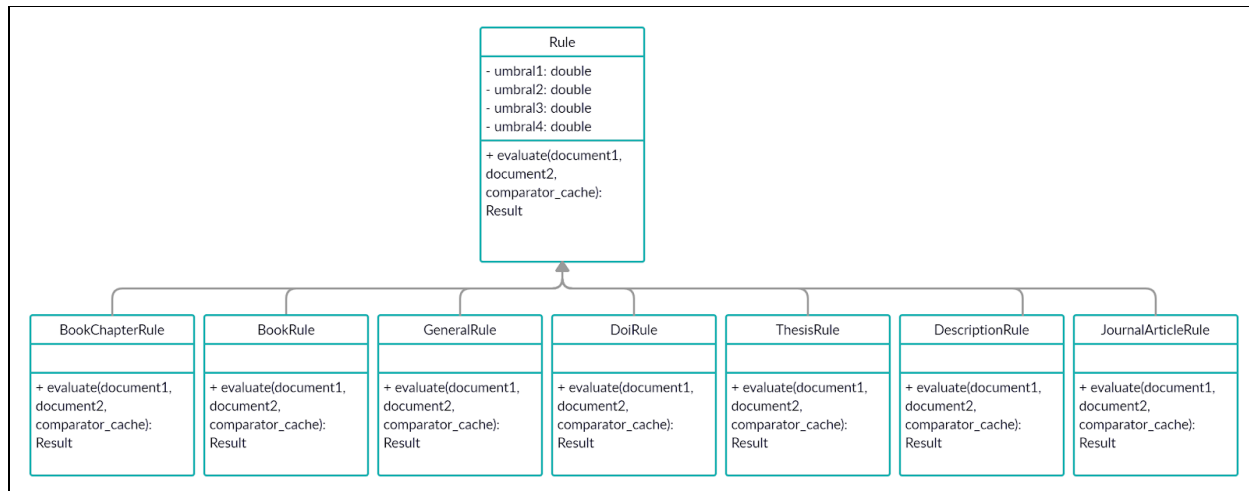 Rule
- umbral1: double
- umbral2: double
- umbral3: double
- umbral4: double
+ evaluate(document1,
document2,
comparator_cache):
Result
BookChapterRule
+ evaluate(document1,
document2,
comparator_cache):
Result
BookRule
+ evaluate(document1,
document2,
comparator_cache):
Result
GeneralRule
+ evaluate(document1,
document2,
comparator_cache):
Result
DoiRule
+ evaluate(document1,
document2,
comparator_cache):
Result
ThesisRule
+ evaluate(document1,
document2,
comparator_cache):
Result
DescriptionRule
+ evaluate(document1,
document2,
comparator_cache):
Result
JournalArticleRule
+ evaluate(document1,
document2,
comparator_cache):
Result